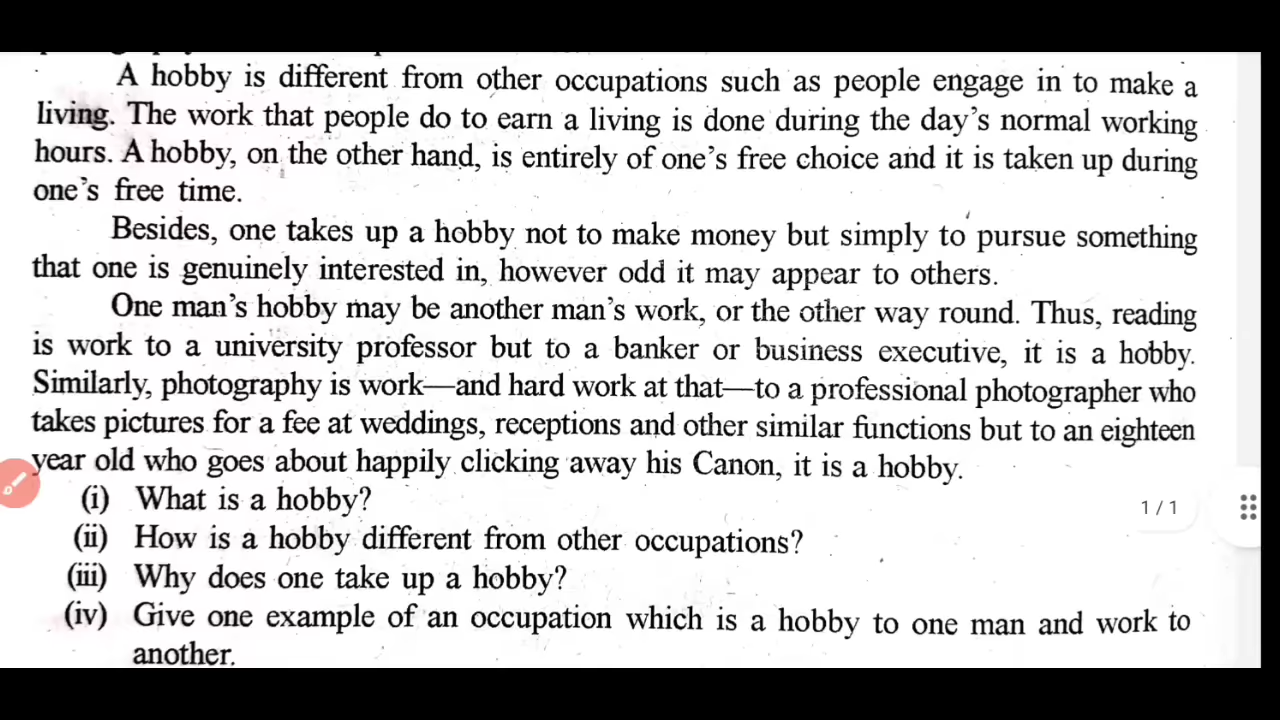 A hobby is different from other occupations such as people engage in to make a
living. The work that people do to earn a living is done during the day's normal working
hours. A hobby, on the other hand, is entirely of one's free choice and it is taken up during
one's free time.
Besides, one takes up a hobby not to make money but simply to pursue something
that one is genuinely interested in, however odd it may appear to others.
One man's hobby may be another man's work, or the other way round. Thus, reading
is work to a university professor but to a banker or business executive, it is a hobby.
Similarly, photography is work—and hard work at that—to a professional photographer who
takes pictures for a fee at weddings, receptions and other similar functions but to an eighteen
year old who goes about happily clicking away his Canon, it is a hobby.
(i) What is a hobby?
1 / 1
(ii) How is a hobby different from other occupations?
(iii) Why does one take up a hobby?
(iv) Give one example of an occupation which is a hobby to one man and work to
another.